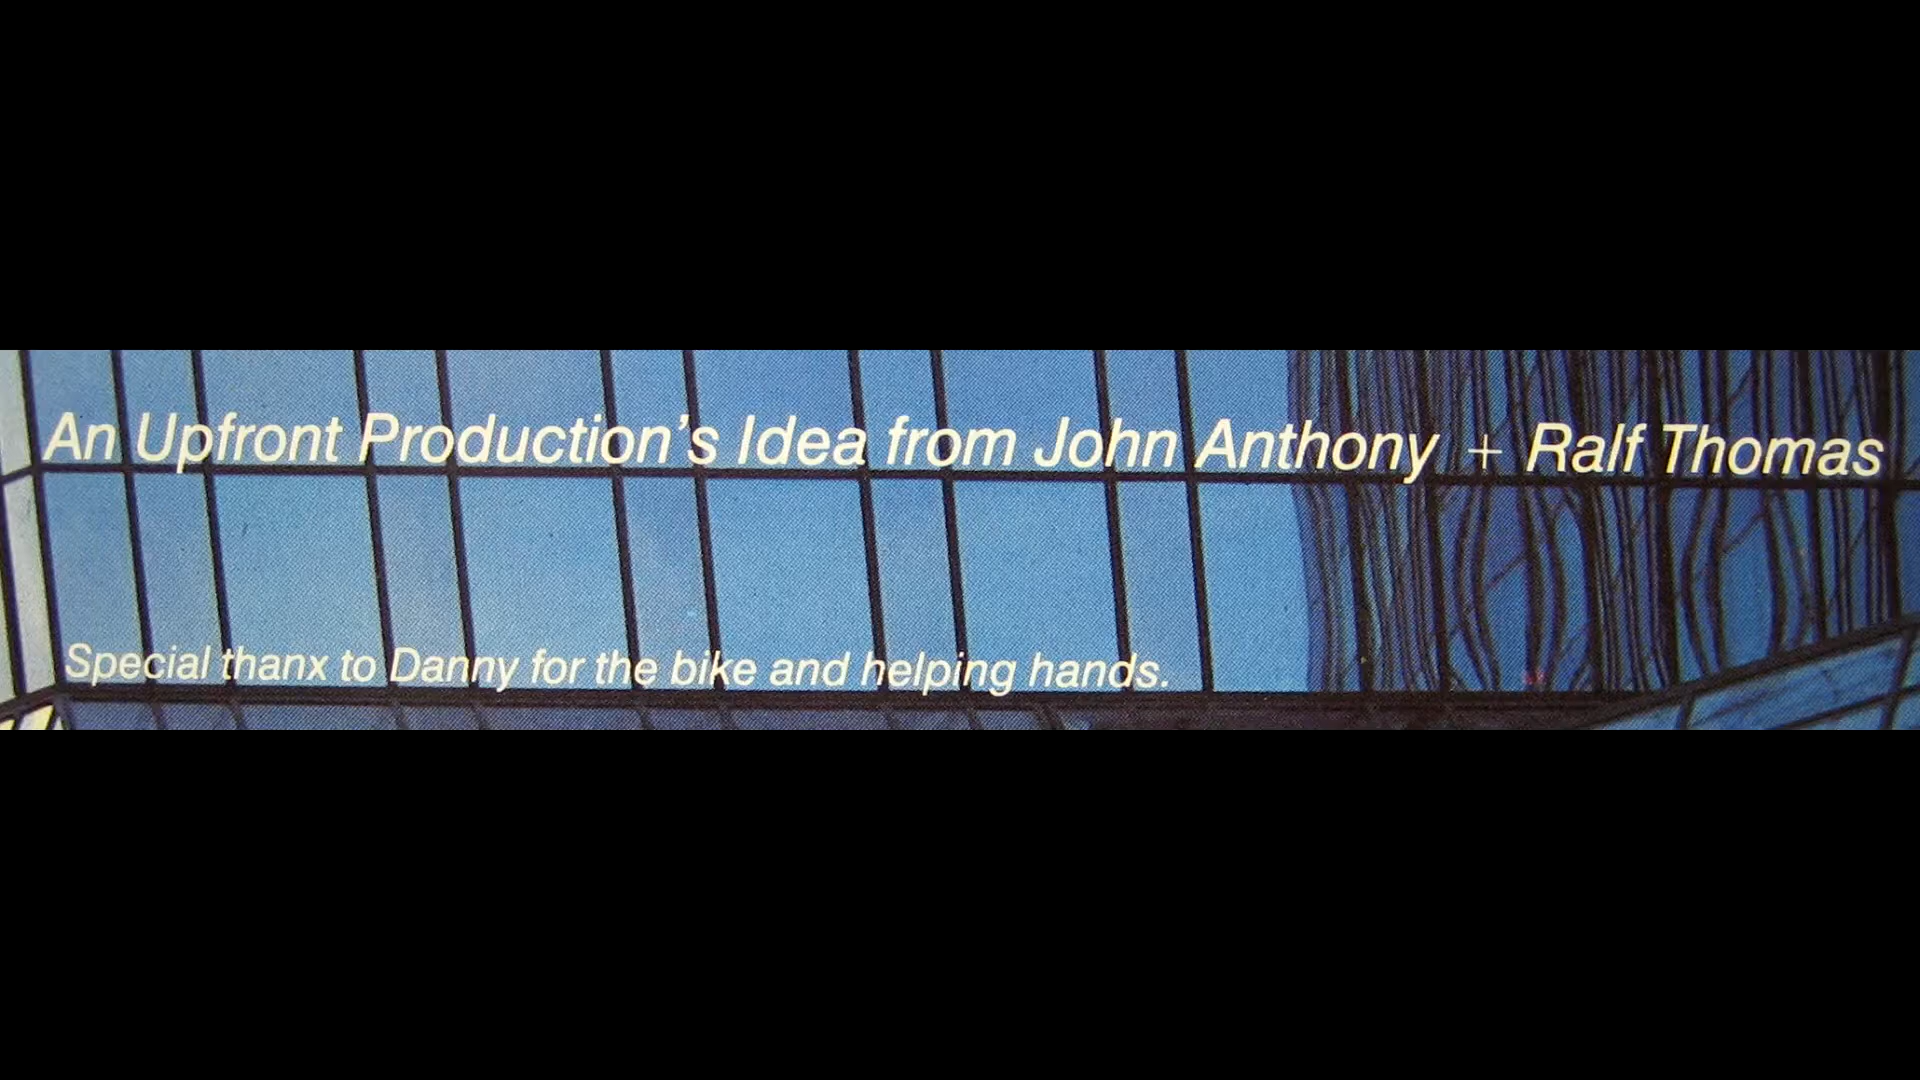 An Upfront Production's Idea from John Anthony + Ralf Thomas
Special thanx to Danny for the bike and helping hands.